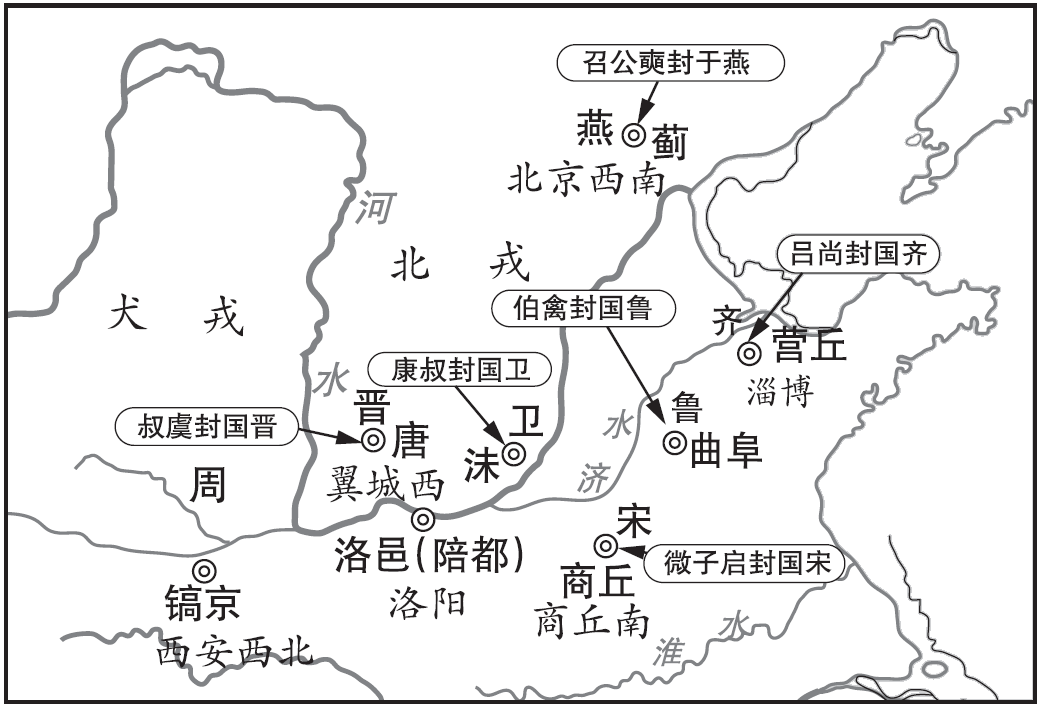 召公奭封于燕
燕
蓟
北京西南
河
北 戎
吕尚封国齐
犬 戎
伯禽封国鲁
齐
营丘
淄博
水
康叔封国卫
晋
唐
叔虞封国晋
翼城西
卫
沬
鲁
曲阜
水
济
周
洛邑(陪都)
洛阳
宋
微子启封国宋
商丘
商丘南
镐京
西安西北
水
淮